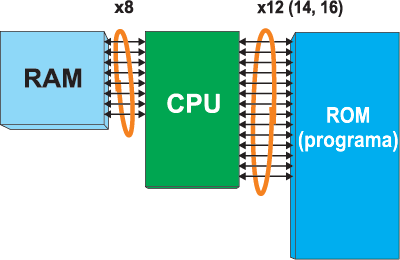 x8
x12 (14, 16)
RAM
CPU
ROM
(programa)